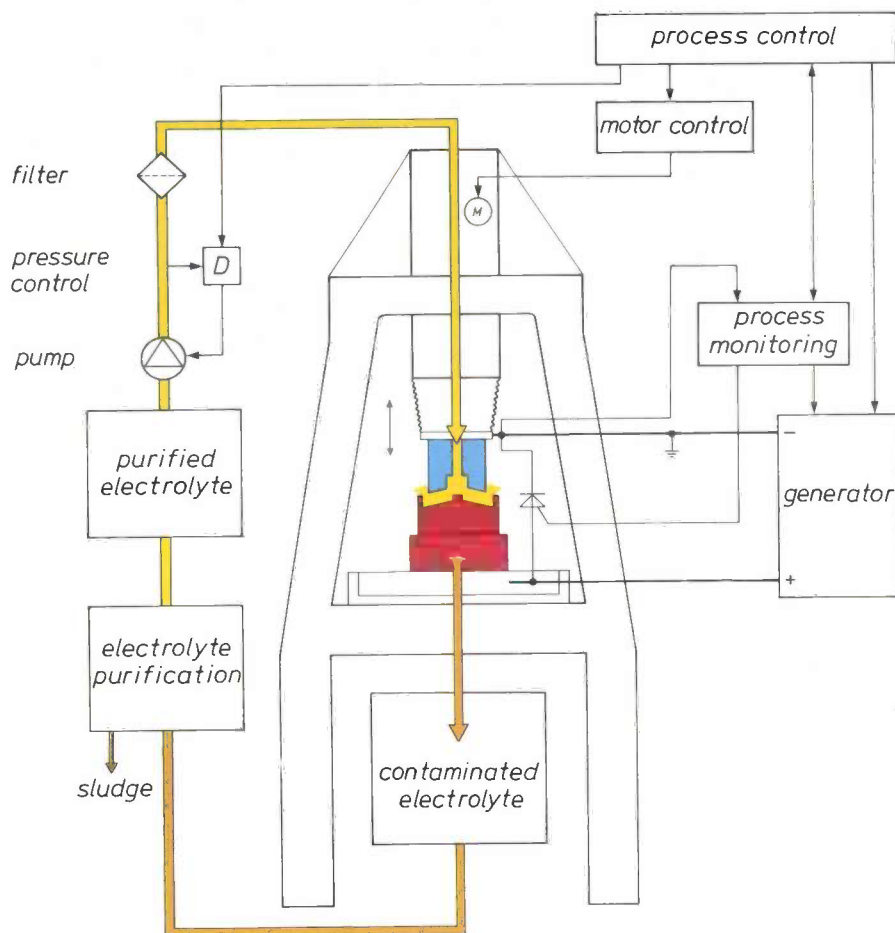 process control
motor control
filter
M
pressure
control
D
process
monitoring
pump
purified
electrolyte
−
generator
+
electrolyte
purification
contaminated
electrolyte
sludge